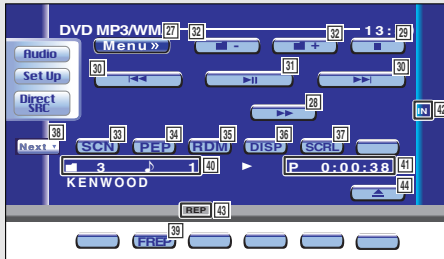 DVD MP3/WM 27 32 32 13: 29
Menu » - +
Audio
30 31 30
Set Up
Direct
SRC
28
IN 42
38 33 34 35 36 37
Next SCN PEP RDM DISP SCRL
3 1 40 P 0:00:38 41
KENWOOD
44
REP 43
39
FREP